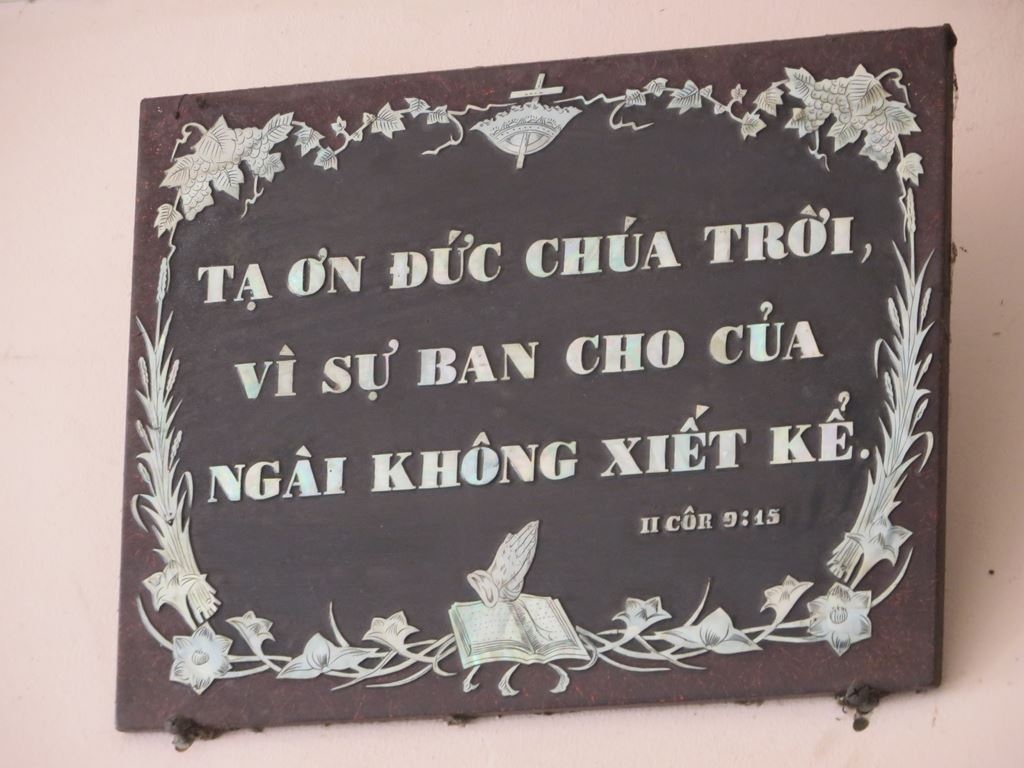 TẠ ƠN ĐỨC CHÚA TRỜI,
VÌ SỰ BAN CHO CỦA
NGÀI KHÔNG XIẾT KỂ.
II CÔR 9:15